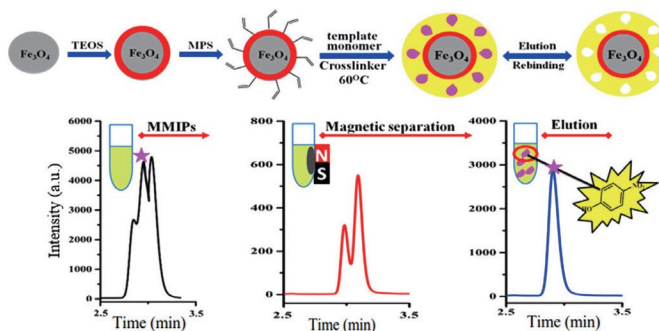 TEOS MPS template monomer Crosslinker 60°C Elution Rebinding
Fe₃O₄ Fe₃O₄ Fe₃O₄ Fe₃O₄ Fe₃O₄
MMIPs
6000
5000
4000
3000
2000
1000
0
Intensity (a.u.)
2.5 3.5
Time (min)
Magnetic separation
N
S
800
600
400
200
0
2.5 3.5
Time (min)
Elution
4000
3000
2000
1000
0
NO₂
HO
2.5 3.5
Time (min)